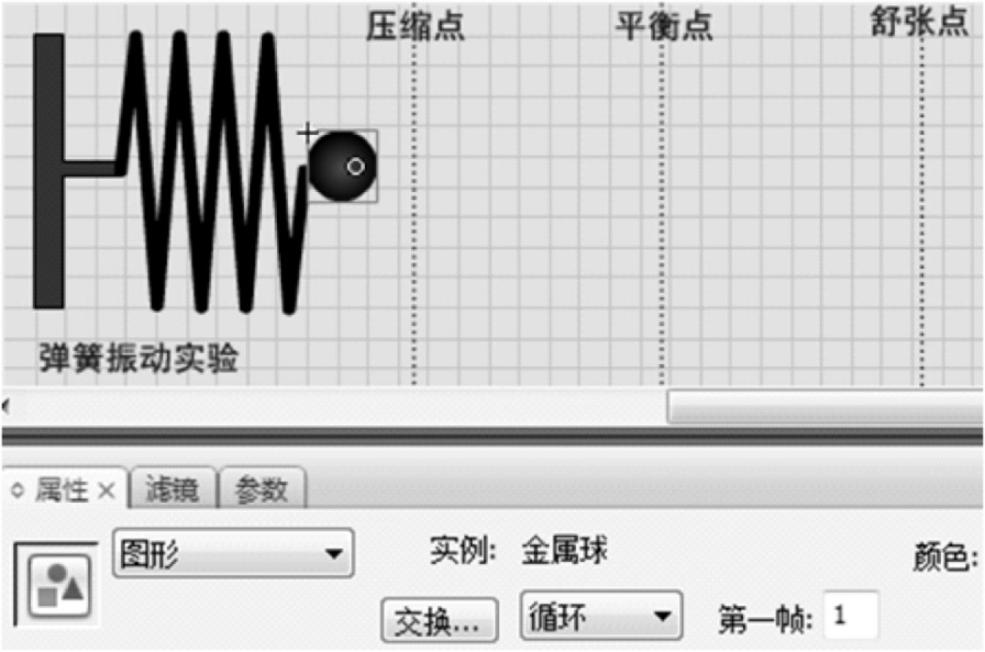 压缩点 平衡点 舒张点
弹簧振动实验
属性 滤镜 参数
图形 实例: 金属球 颜色:
交换... 循环 第一帧: 1